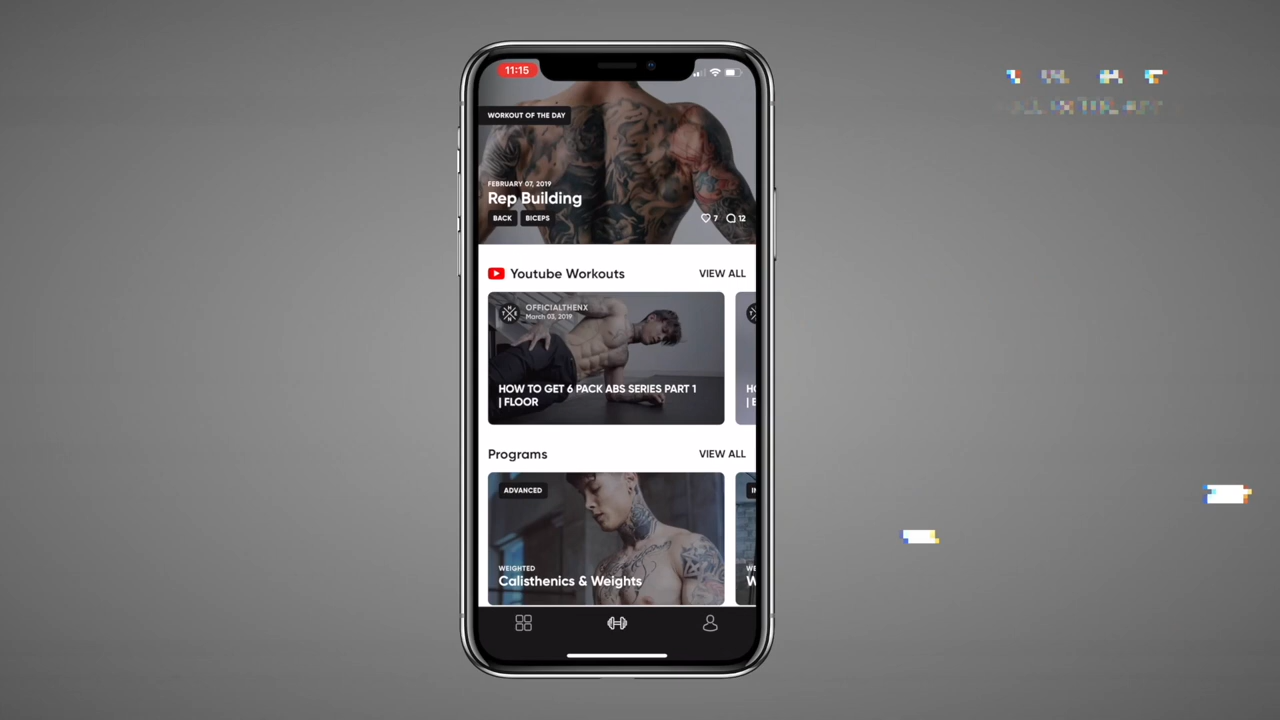 11:15
WORKOUT OF THE DAY
FEBRUARY 07, 2019
Rep Building
BACK BICEPS 7 12
Youtube Workouts VIEW ALL
OFFICIALTHENX
March 03, 2019
HOW TO GET 6 PACK ABS SERIES PART 1
| FLOOR
Programs VIEW ALL
ADVANCED
WEIGHTED
Calisthenics & Weights